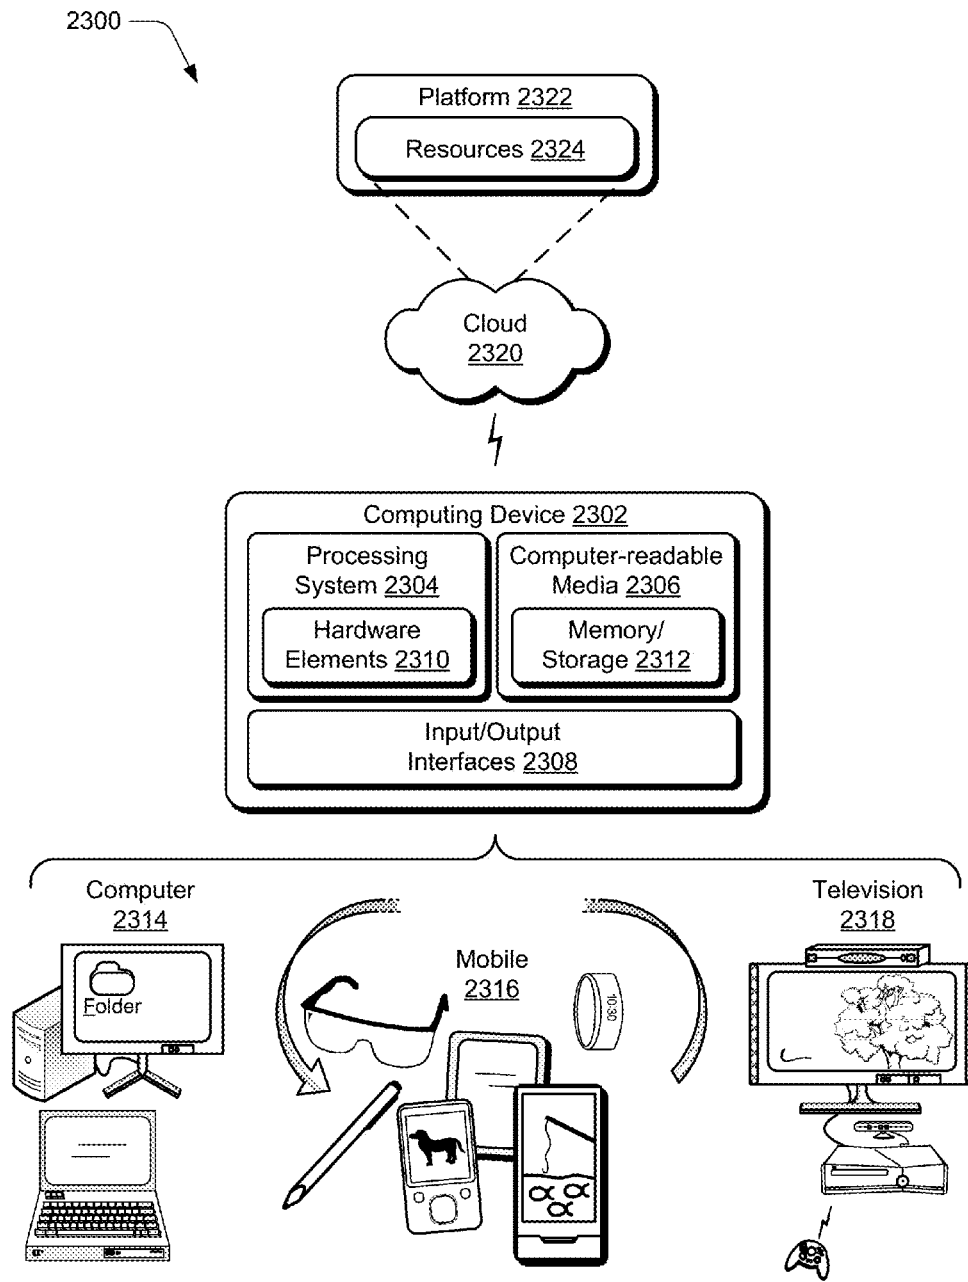 2300
Platform 2322
Resources 2324
Cloud
2320
Computing Device 2302
Processing
System 2304
Computer-readable
Media 2306
Hardware
Elements 2310
Memory/
Storage 2312
Input/Output
Interfaces 2308
Computer
2314
Mobile
2316
Television
2318
Folder
10:30